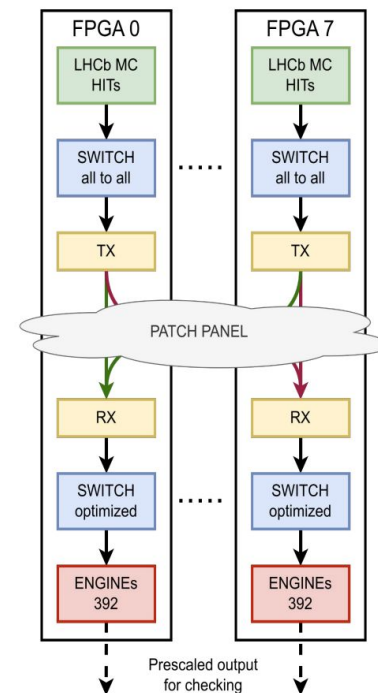 FPGA 0
FPGA 7
LHCb MC
HITs
LHCb MC
HITs
SWITCH
all to all
.....
SWITCH
all to all
TX
TX
PATCH PANEL
RX
RX
SWITCH
optimized
.....
SWITCH
optimized
ENGINEs
392
ENGINEs
392
Prescaled output
for checking